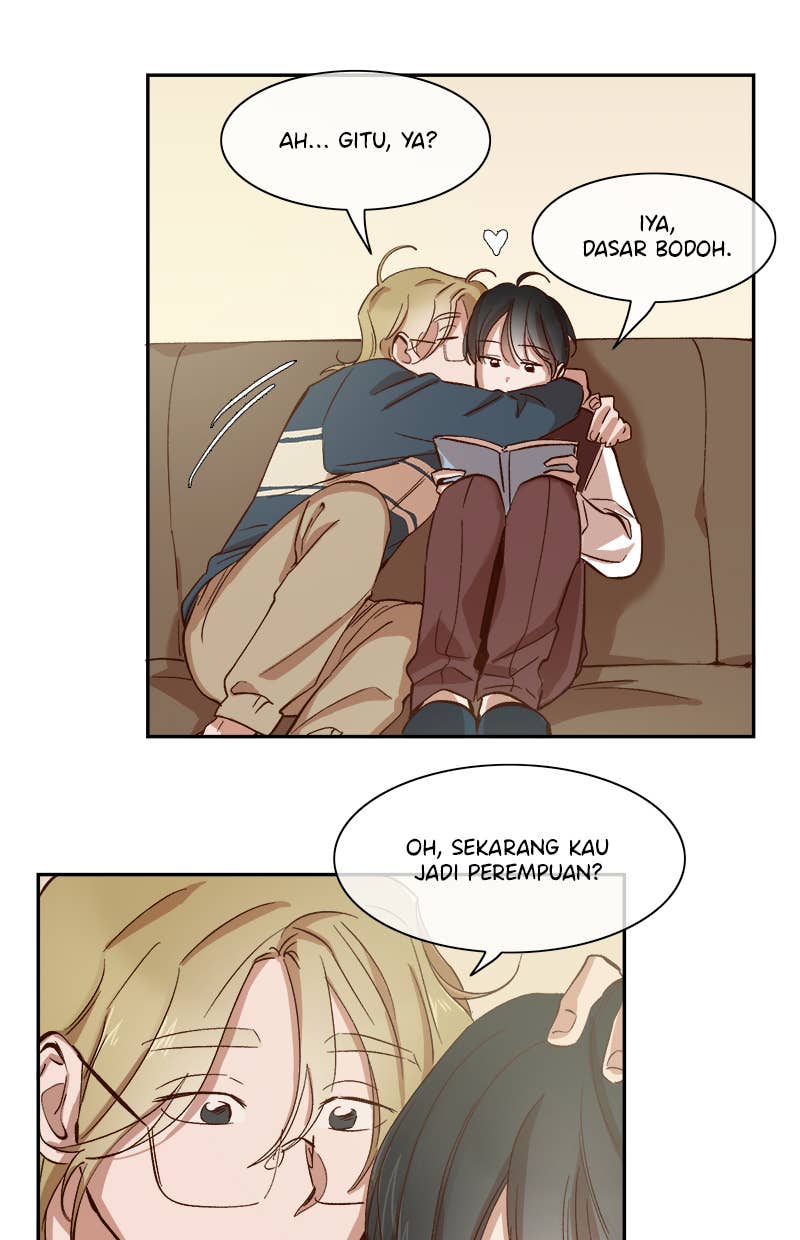 AH... GITU, YA?
IYA,
DASAR BODOH.
OH, SEKARANG KAU
JADI PEREMPUAN?